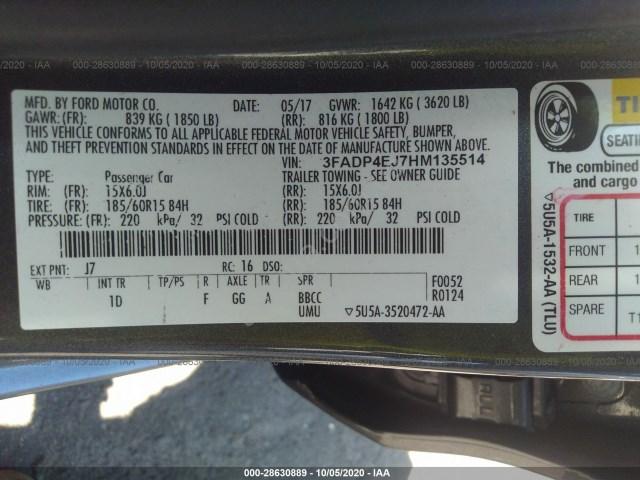 000-28630889 - 10/05/2020 - IAA
MFD. BY FORD MOTOR CO. DATE: 05/17 GVWR: 1642 KG ( 3620 LB)
GAWR: (FR): 839 KG ( 1850 LB) (RR): 816 KG ( 1800 LB)
THIS VEHICLE CONFORMS TO ALL APPLICABLE FEDERAL MOTOR VEHICLE SAFETY, BUMPER,
AND THEFT PREVENTION STANDARDS IN EFFECT ON THE DATE OF MANUFACTURE SHOWN ABOVE.
VIN: 3FADP4EJ7HM135514
TYPE: Passenger Car TRAILER TOWING - SEE OWNER GUIDE
RIM: (FR): 15X6.0J (RR): 15X6.0J
TIRE: (FR): 185/60R15 84H (RR): 185/60R15 84H
PRESSURE: (FR): 220 kPa/ 32 PSI COLD (RR): 220 kPa/ 32 PSI COLD
EXT PNT: J7 RC: 16 DSO:
WB INT TR TP/PS R AXLE TR SPR F0052
1D F GG A BBCC R0124
UMU ▽5U5A-3520472-AA
SEATIN
The combined
and cargo
TIRE
FRONT 1
REAR 1
SPARE T1
▽5U5A-1532-AA (TLU)
000-28630889 - 10/05/2020 - IAA